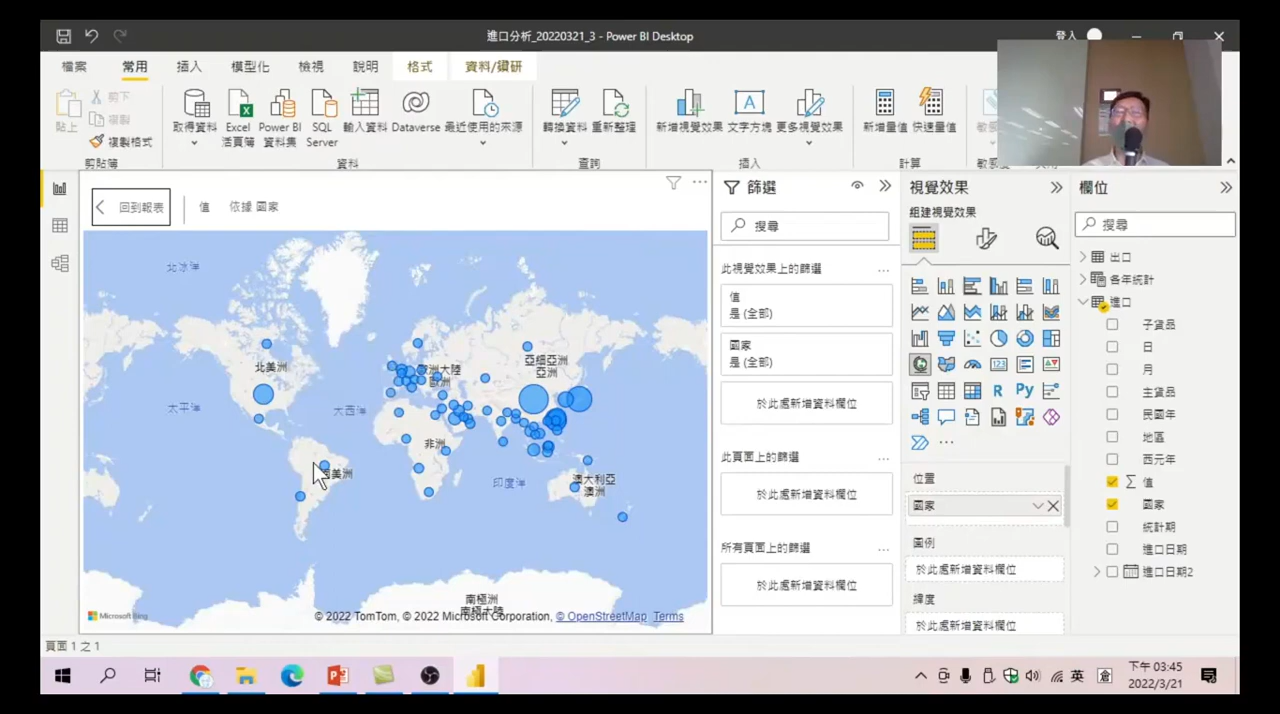 進口分析_20220321_3 - Power BI Desktop
登入
檔案 常用 插入 模型化 檢視 說明 格式 資料/鑽研
貼上
剪下
複製
複製格式
剪貼簿
取得資料
Excel 活頁簿
Power BI 資料集
SQL Server
輸入資料
Dataverse
最近使用的來源
資料
轉換資料 重新整理
查詢
新增視覺效果 文字方塊 更多視覺效果
插入
新增量值 快速量值
計算
回到報表
值 依據 國家
北冰洋
北美洲
太平洋
大西洋
歐洲大陸
歐洲
亞細亞洲
亞洲
非洲
印度洋
澳大利亞
澳洲
南極洲
南極大陸
Microsoft Bing
© 2022 TomTom, © 2022 Microsoft Corporation, © OpenStreetMap Terms
篩選
搜尋
此視覺效果上的篩選
值
是 (全部)
國家
是 (全部)
於此處新增資料欄位
此頁面上的篩選
於此處新增資料欄位
所有頁面上的篩選
於此處新增資料欄位
視覺效果
組建視覺效果
123
R Py
位置
國家
圖例
於此處新增資料欄位
緯度
於此處新增資料欄位
欄位
搜尋
出口
各年統計
進口
子貨品
日
月
主貨品
民國年
地區
西元年
∑ 值
國家
統計期
進口日期
進口日期2
頁面 1 之 1
英 倉
下午 03:45
2022/3/21